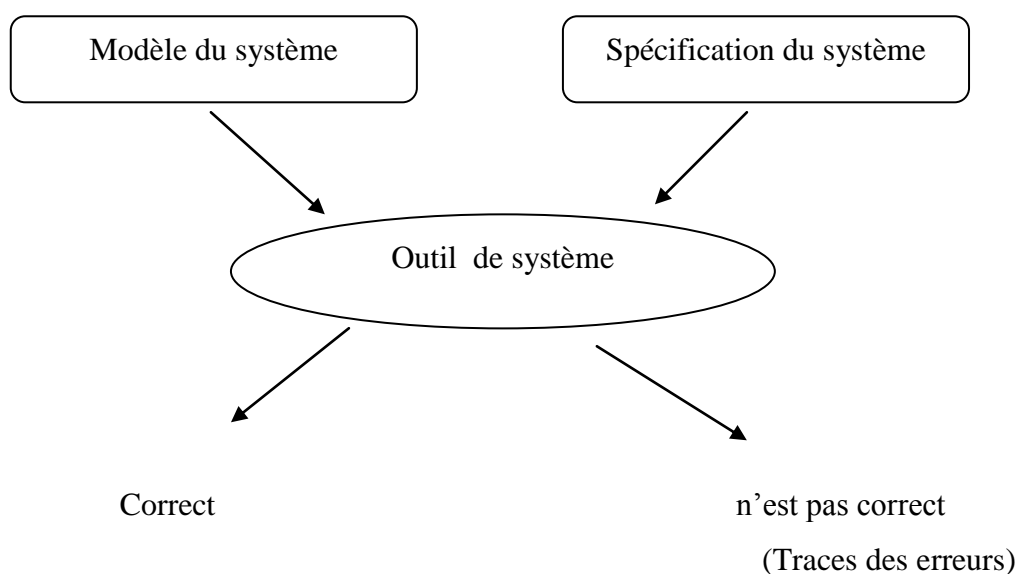 Modèle du système
Spécification du système
Outil de système
Correct
n’est pas correct
(Traces des erreurs)